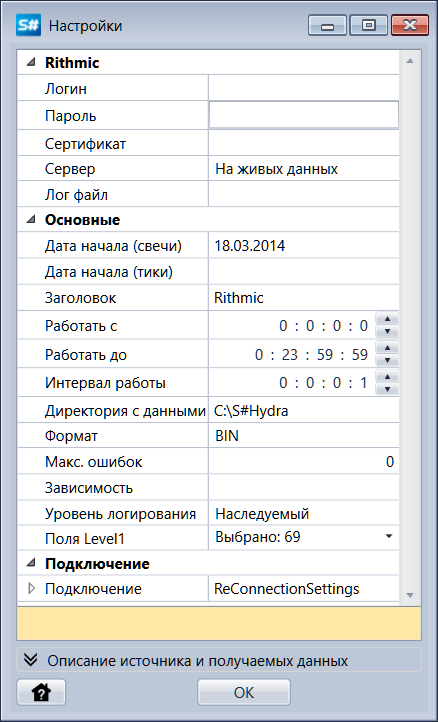 S# Настройки
Rithmic
Логин
Пароль
Сертификат
Сервер На живых данных
Лог файл
Основные
Дата начала (свечи) 18.03.2014
Дата начала (тики)
Заголовок Rithmic
Работать с 0 : 0 : 0 : 0
Работать до 0 : 23 : 59 : 59
Интервал работы 0 : 0 : 0 : 1
Директория с данными C:\S#Hydra
Формат BIN
Макс. ошибок 0
Зависимость
Уровень логирования Наследуемый
Поля Level1 Выбрано: 69
Подключение
Подключение ReConnectionSettings
Описание источника и получаемых данных
? OK